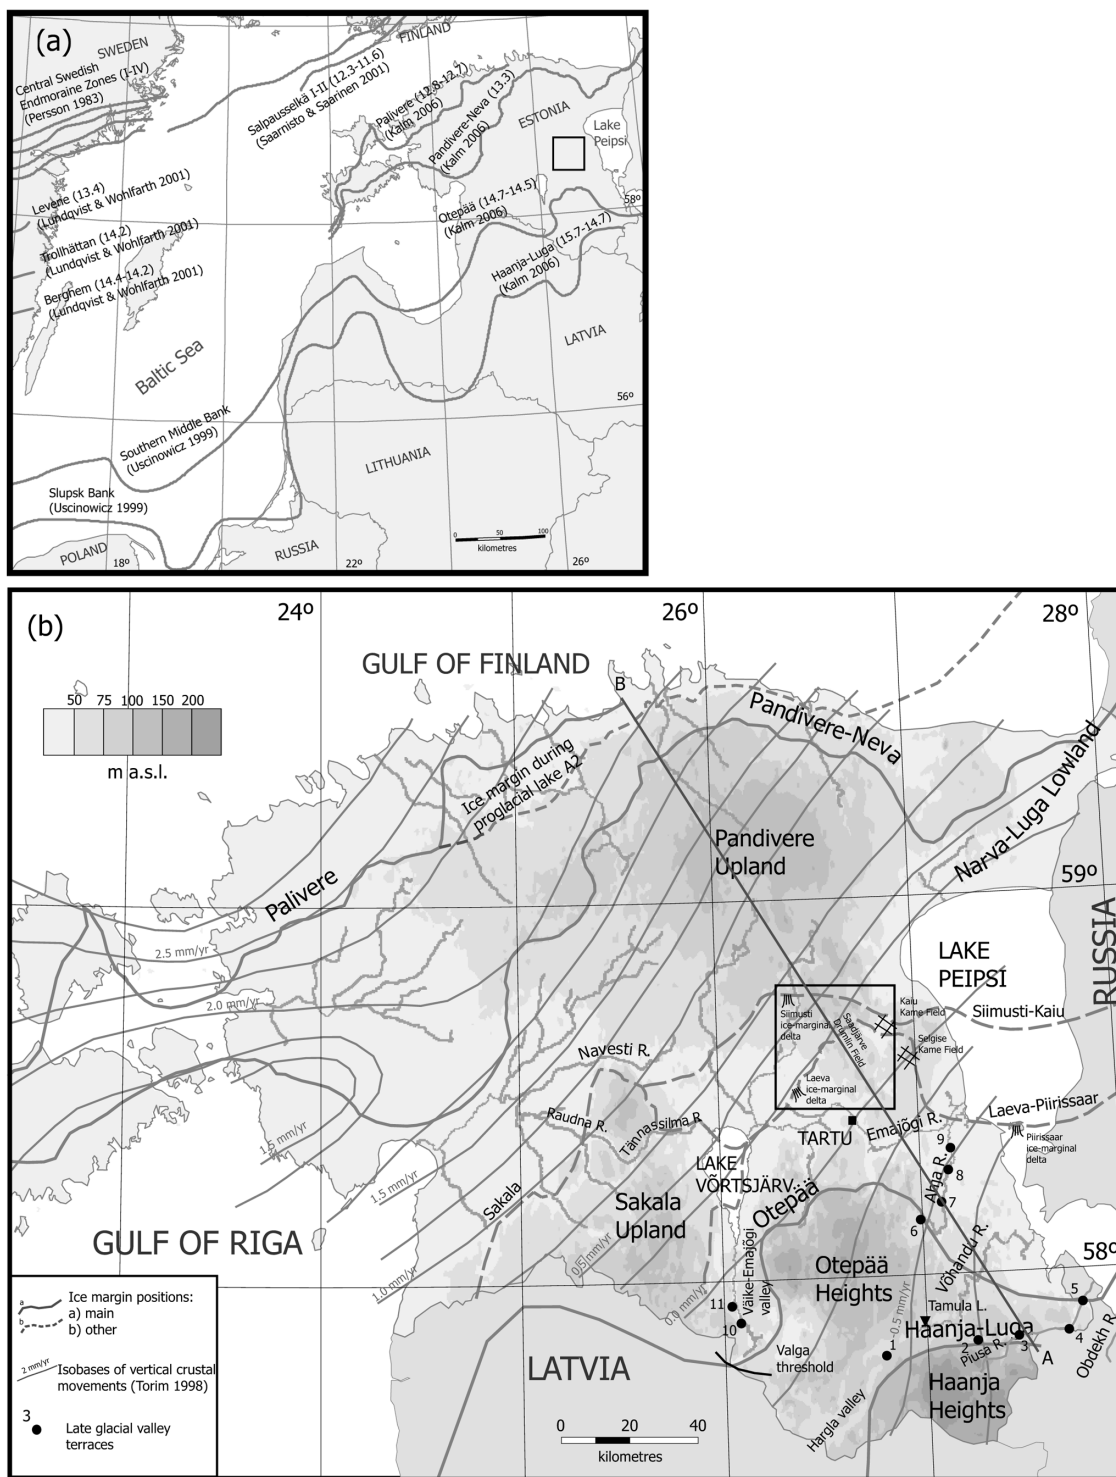 (a)
SWEDEN
FINLAND
Central Swedish
Endmoraine Zones (I-IV)
(Persson 1983)
Salpausselkä I-II (12.3-11.6)
(Saarnisto & Saarinen 2001)
Palivere (12.8-12.7)
(Kalm 2006)
Pandivere-Neva (13.3)
(Kalm 2006)
ESTONIA
Lake
Peipsi
Levene (13.4)
(Lundqvist & Wohlfarth 2001)
Trollhättan (14.2)
(Lundqvist & Wohlfarth 2001)
Berghem (14.4-14.2)
(Lundqvist & Wohlfarth 2001)
Otepää (14.7-14.5)
(Kalm 2006)
58º
Haanja-Luga (15.7-14.7)
(Kalm 2006)
LATVIA
Baltic Sea
56º
Southern Middle Bank
(Uscinowicz 1999)
LITHUANIA
Slupsk Bank
(Uscinowicz 1999)
POLAND
RUSSIA
0 50 100
kilometres
18º
22º
26º
(b)
24º
26º
28º
GULF OF FINLAND
B
50 75 100 150 200
m a.s.l.
Pandivere-Neva
Ice margin during
proglacial lake A2
Narva-Luga Lowland
Pandivere
Upland
59º
Palivere
RUSSIA
2.5 mm/yr
LAKE
PEIPSI
2.0 mm/yr
Siimusti
ice-marginal
delta
Saadjärve
drumlin Field
Kaiu
Kame Field
Siimusti-Kaiu
Selgise
Kame Field
Navesti R.
Laeva
ice-marginal
delta
Laeva-Piirissaar
Raudna R.
Tännassilma R.
TARTU
Emajõgi R.
Piirissaar
ice-marginal
delta
1.5 mm/yr
1.5 mm/yr
9
8
Ahja R.
7
6
LAKE
VÕRTSJÄRV
Sakala
Otepää
Sakala
Upland
GULF OF RIGA
58º
Võhandu R.
0.5 mm/yr
Otepää
Heights
1.0 mm/yr
0.0 mm/yr
Väike-Emajõgi
valley
-0.5 mm/yr
Tamula L.
5
11
10
Haanja-Luga
4
Obdekh R.
2
3
Piusa R.
A
1
Valga
threshold
LATVIA
Haanja
Heights
Hargla valley
a
b
Ice margin positions:
a) main
b) other
2 mm/yr
Isobases of vertical crustal
movements (Torim 1998)
3
Late glacial valley
terraces
0 20 40
kilometres